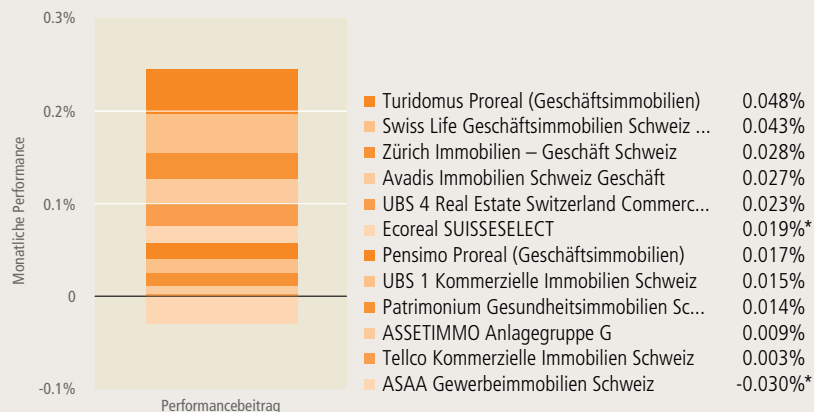 0.3%
0.2%
0.1%
0
-0.1%
Monatliche Performance
Performancebeitrag
Turidomus Proreal (Geschäftsimmobilien) 0.048%
Swiss Life Geschäftsimmobilien Schweiz ... 0.043%
Zürich Immobilien – Geschäft Schweiz 0.028%
Avadis Immobilien Schweiz Geschäft 0.027%
UBS 4 Real Estate Switzerland Commerc... 0.023%
Ecoreal SUISSESELECT 0.019%*
Pensimo Proreal (Geschäftsimmobilien) 0.017%
UBS 1 Kommerzielle Immobilien Schweiz 0.015%
Patrimonium Gesundheitsimmobilien Sc... 0.014%
ASSETIMMO Anlagegruppe G 0.009%
Tellco Kommerzielle Immobilien Schweiz 0.003%
ASAA Gewerbeimmobilien Schweiz -0.030%*